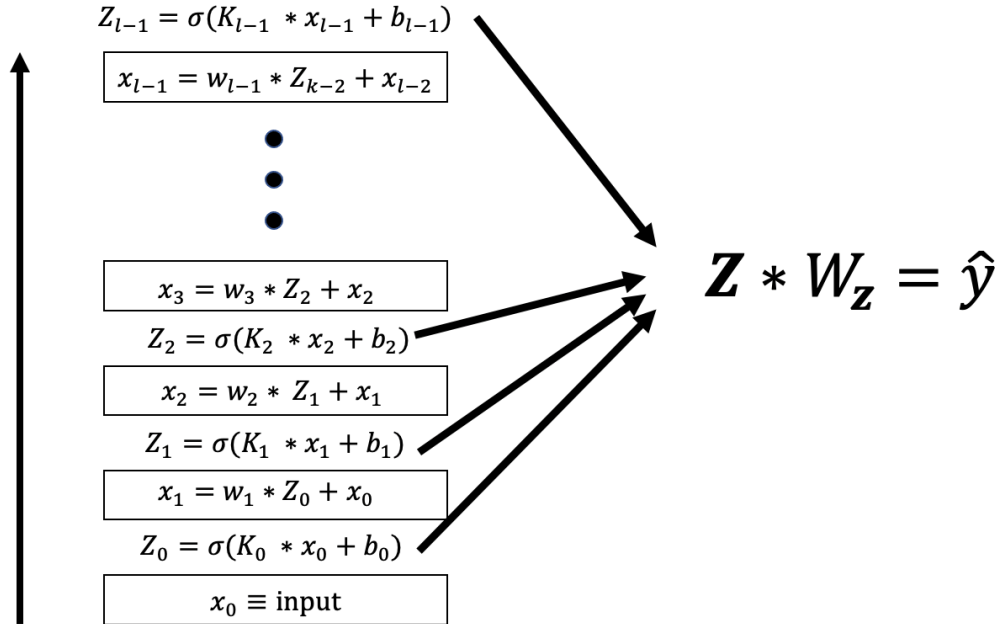 Z_{l−1} = σ(K_{l−1} * x_{l−1} + b_{l−1})
x_{l−1} = w_{l−1} * Z_{k−2} + x_{l−2}
x_3 = w_3 * Z_2 + x_2
Z_2 = σ(K_2 * x_2 + b_2)
x_2 = w_2 * Z_1 + x_1
Z_1 = σ(K_1 * x_1 + b_1)
x_1 = w_1 * Z_0 + x_0
Z_0 = σ(K_0 * x_0 + b_0)
x_0 ≡ input
Z * W_z = ŷ